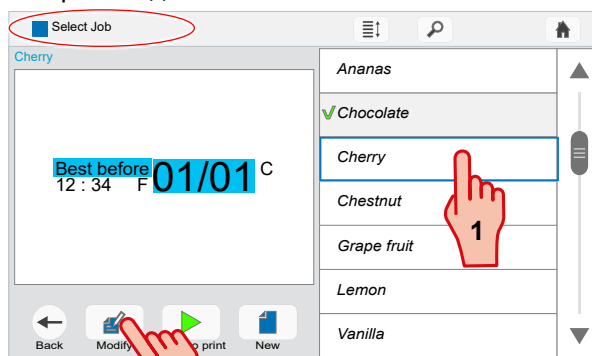 Select Job
Cherry
Best before 01/01 C
12 : 34 F
Back
Modify
print
New
Ananas
Chocolate
Cherry
Chestnut
Grape fruit
Lemon
Vanilla
1